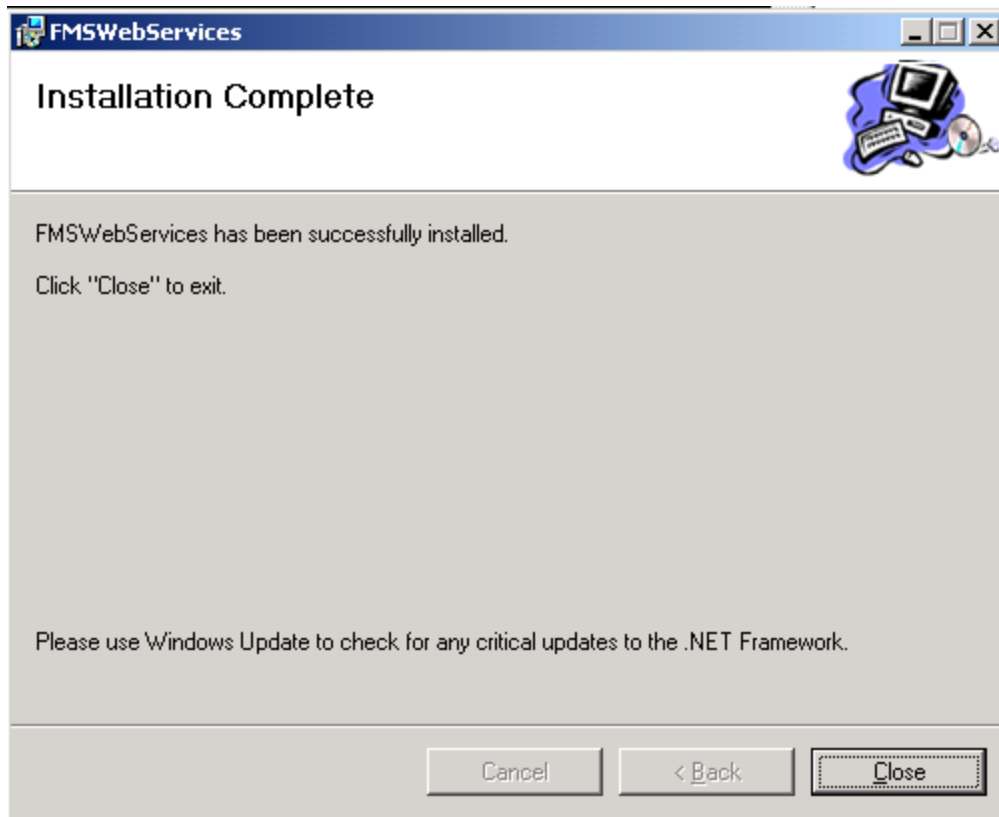 FMSWebServices
Installation Complete
FMSWebServices has been successfully installed.
Click "Close" to exit.
Please use Windows Update to check for any critical updates to the .NET Framework.
Cancel
< Back
Close